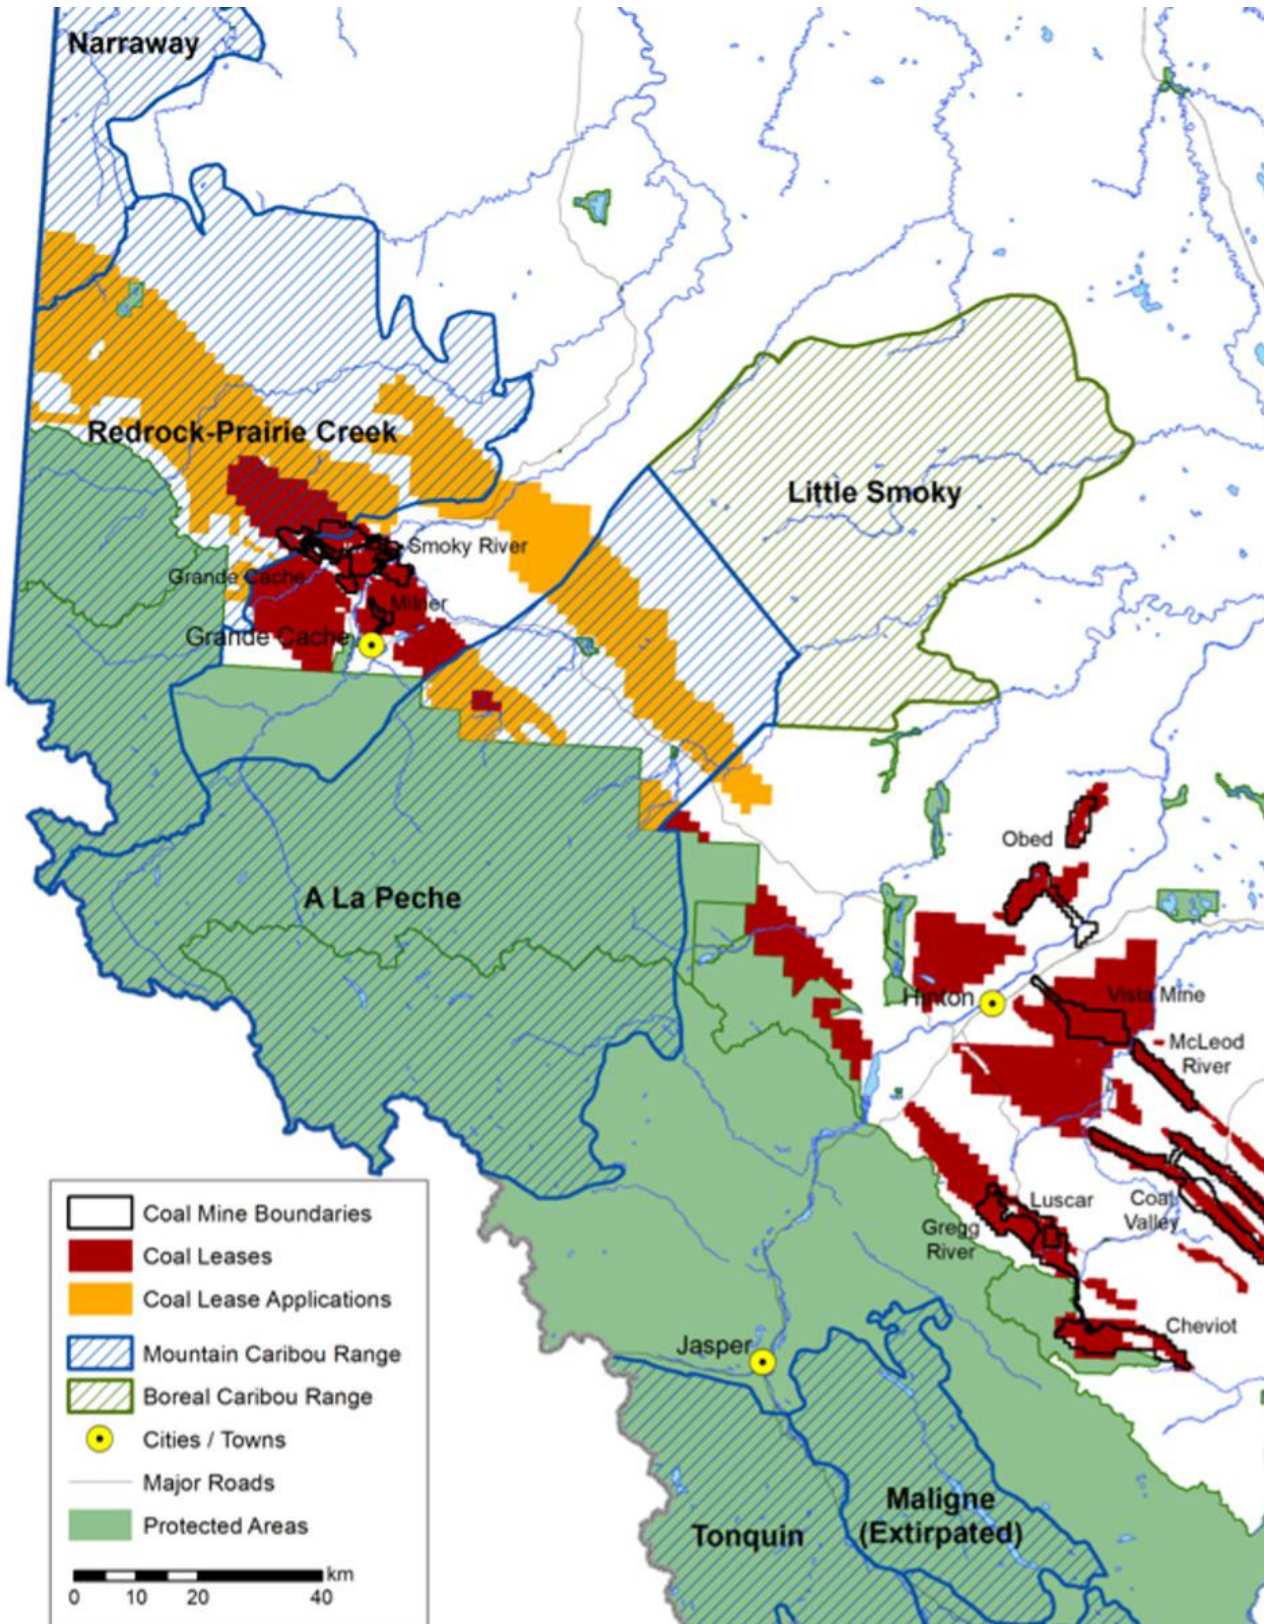 Narraway
Redrock-Prairie Creek
Little Smoky
Smoky River
Grande Cache
Milner
Grande Cache
Obed
A La Peche
Hinton
Vista Mine
McLeod
River
Luscar
Coal
Valley
Gregg
River
Cheviot
Jasper
Maligne
(Extirpated)
Tonquin
Coal Mine Boundaries
Coal Leases
Coal Lease Applications
Mountain Caribou Range
Boreal Caribou Range
Cities / Towns
Major Roads
Protected Areas
km
0 10 20 40